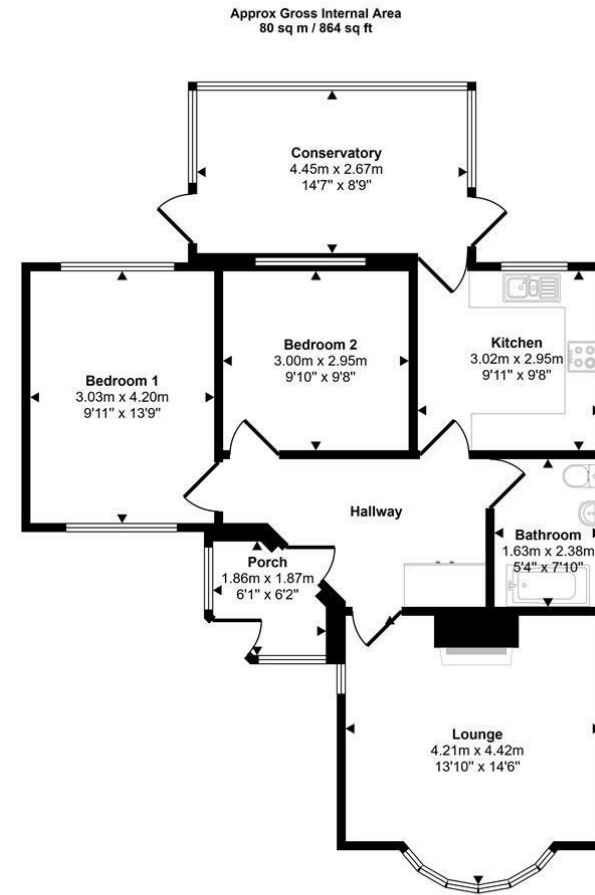 Approx Gross Internal Area
80 sq m / 864 sq ft
Conservatory
4.45m x 2.67m
14'7" x 8'9"
Bedroom 1
3.03m x 4.20m
9'11" x 13'9"
Bedroom 2
3.00m x 2.95m
9'10" x 9'8"
Kitchen
3.02m x 2.95m
9'11" x 9'8"
Hallway
Porch
1.86m x 1.87m
6'1" x 6'2"
Bathroom
1.63m x 2.38m
5'4" x 7'10"
Lounge
4.21m x 4.42m
13'10" x 14'6"